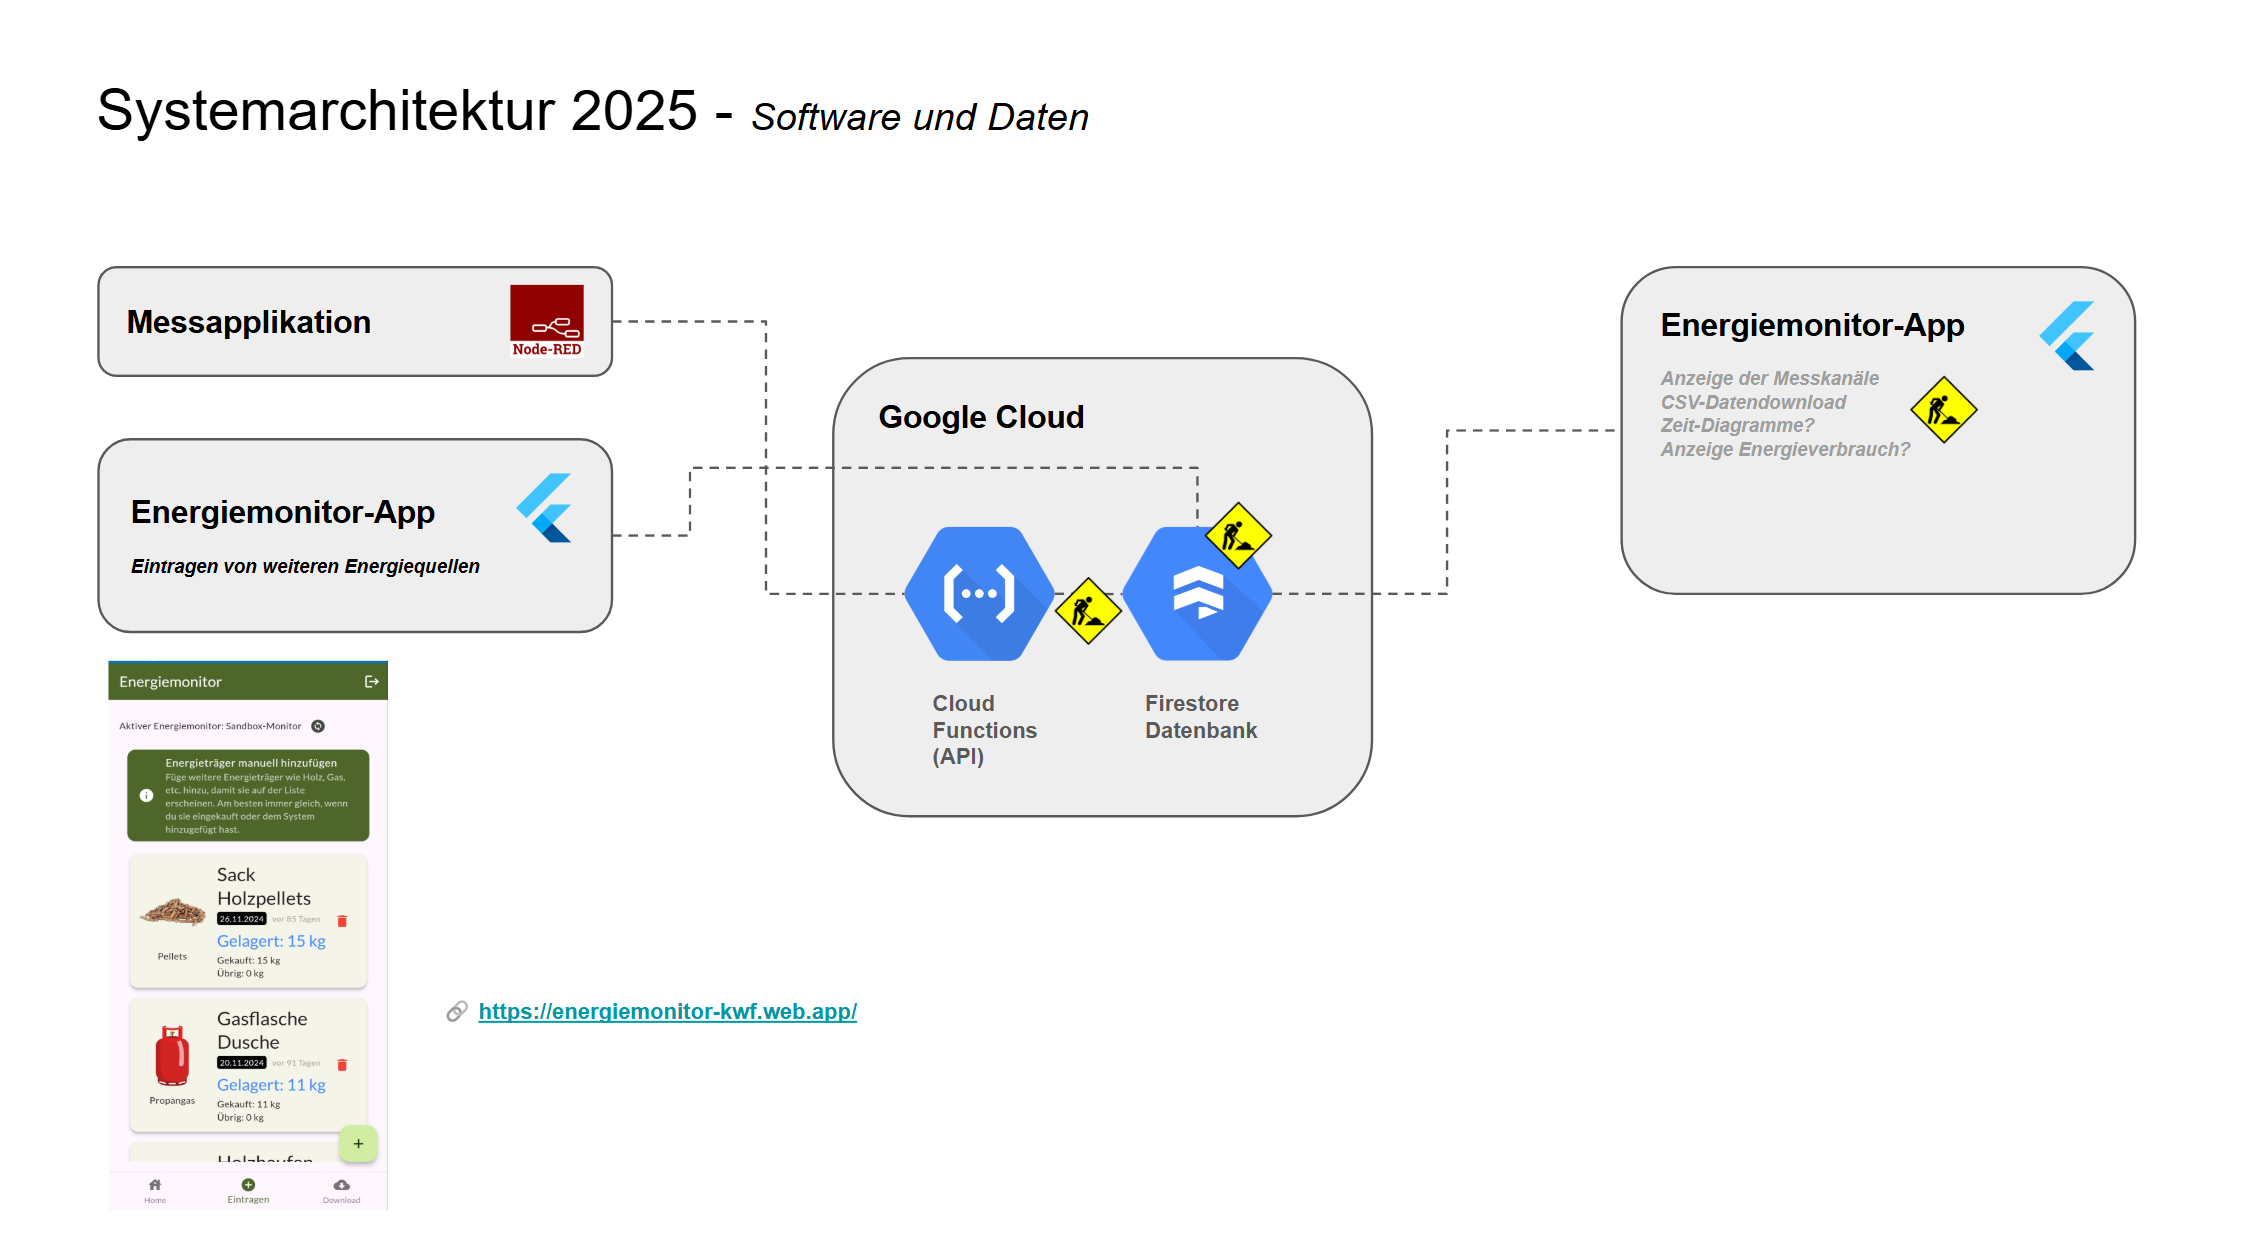 Systemarchitektur 2025 - Software und Daten
Messapplikation
Node-RED
Energiemonitor-App
Eintragen von weiteren Energiequellen
Google Cloud
Cloud
Functions
(API)
Firestore
Datenbank
Energiemonitor-App
Anzeige der Messkanäle
CSV-Datendownload
Zeit-Diagramme?
Anzeige Energieverbrauch?
Energiemonitor
Aktiver Energiemonitor: Sandbox-Monitor
Energieträger manuell hinzufügen
Füge weitere Energieträger wie Holz, Gas,
etc. hinzu, damit sie auf der Liste
erscheinen. Am besten immer gleich, wenn
du sie eingekauft oder dem System
hinzugefügt hast.
Sack
Holzpellets
26.11.2024 vor 85 Tagen
Gelagert: 15 kg
Pellets
Gekauft: 15 kg
Übrig: 0 kg
Gasflasche
Dusche
20.11.2024 vor 91 Tagen
Gelagert: 11 kg
Propangas
Gekauft: 11 kg
Übrig: 0 kg
+
Holzhaufen
Home
Eintragen
Download
https://energiemonitor-kwf.web.app/